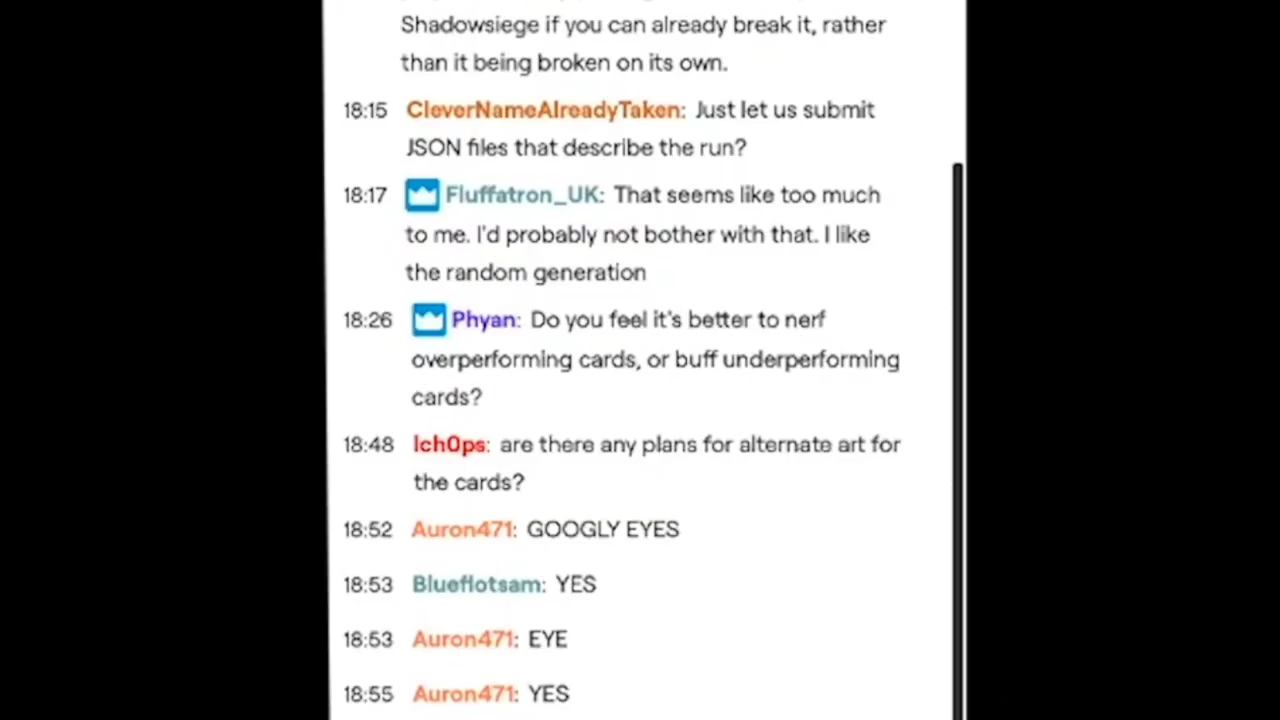 Shadowsiege if you can already break it, rather
than it being broken on its own.
18:15 CleverNameAlreadyTaken: Just let us submit
JSON files that describe the run?
18:17 Fluffatron_UK: That seems like too much
to me. I'd probably not bother with that. I like
the random generation
18:26 Phyan: Do you feel it's better to nerf
overperforming cards, or buff underperforming
cards?
18:48 lch0ps: are there any plans for alternate art for
the cards?
18:52 Auron471: GOOGLY EYES
18:53 Blueflotsam: YES
18:53 Auron471: EYE
18:55 Auron471: YES